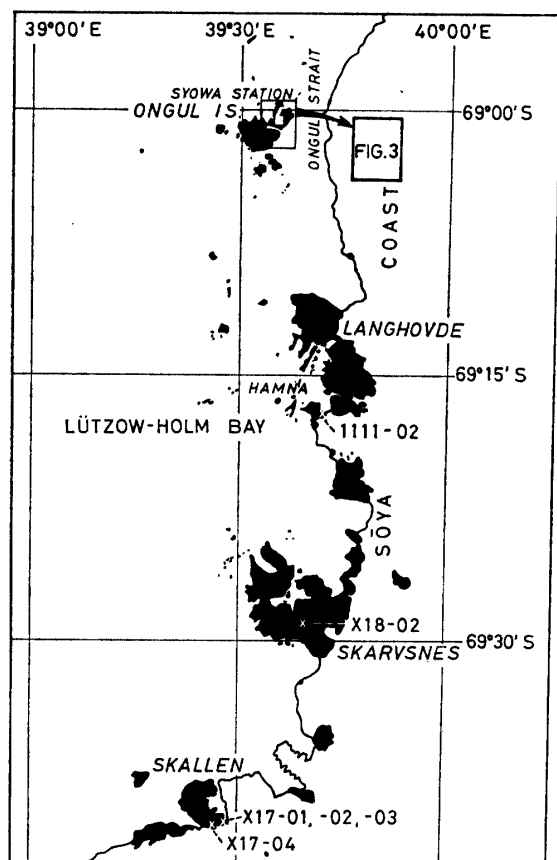 39°00' E 39°30' E 40°00' E
SYOWA STATION
ONGUL IS.
ONGUL STRAIT
69°00' S
FIG.3
COAST
LANGHOVDE
69°15' S
HAMNA
LÜTZOW-HOLM BAY
1111-02
SŌYA
X18-02
69°30' S
SKARVSNES
SKALLEN
X17-01, -02, -03
X17-04